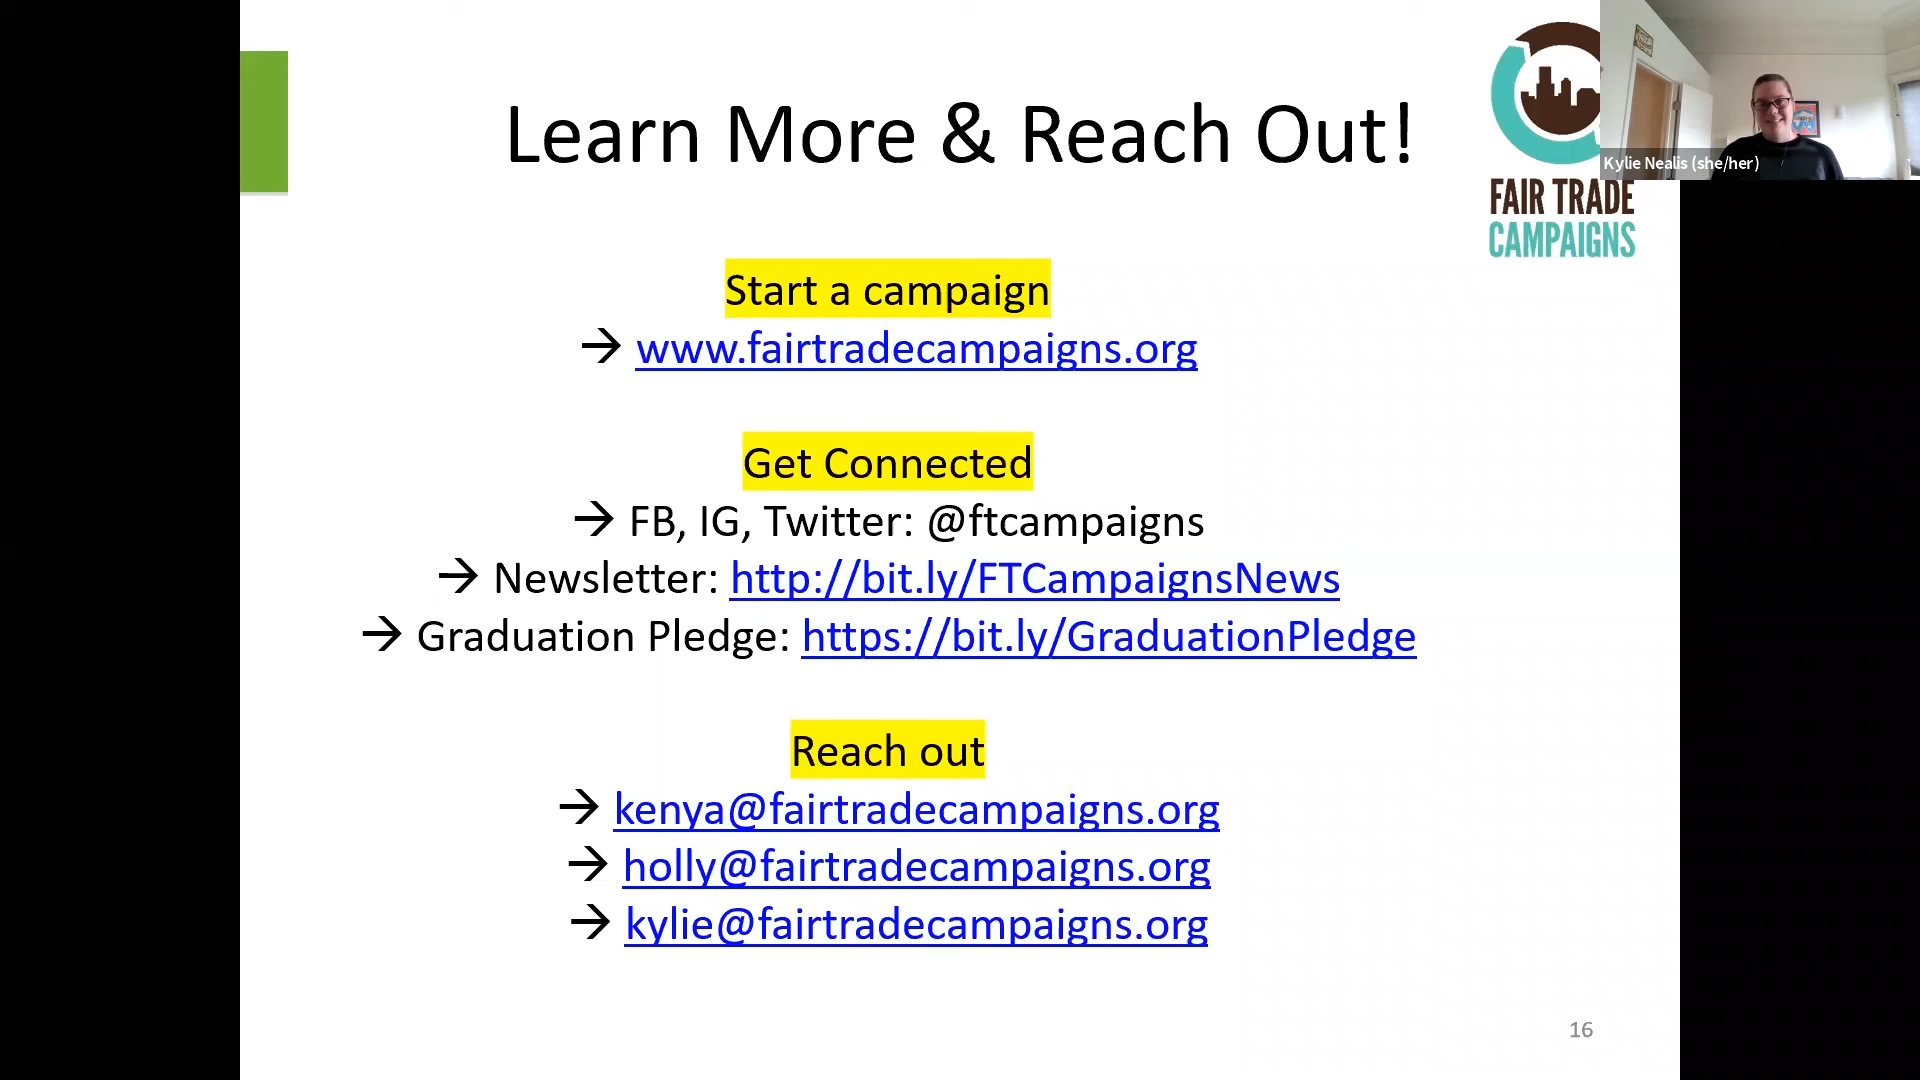 Learn More & Reach Out!
FAIR TRADE
CAMPAIGNS
Kylie Nealis (she/her)
Start a campaign
→ www.fairtradecampaigns.org
Get Connected
→ FB, IG, Twitter: @ftcampaigns
→ Newsletter: http://bit.ly/FTCampaignsNews
→ Graduation Pledge: https://bit.ly/GraduationPledge
Reach out
→ kenya@fairtradecampaigns.org
→ holly@fairtradecampaigns.org
→ kylie@fairtradecampaigns.org
16